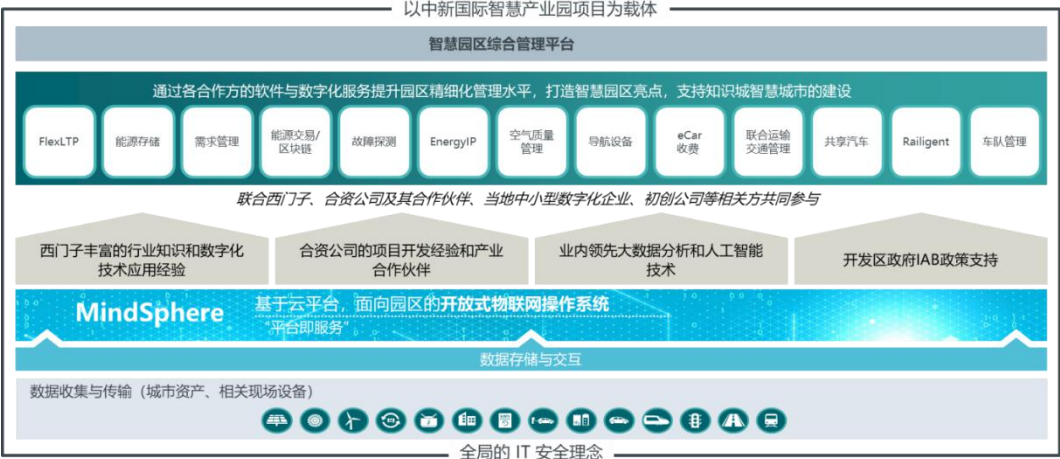 以中新国际智慧产业园项目为载体
智慧园区综合管理平台
通过各合作方的软件与数字化服务提升园区精细化管理水平，打造智慧园区亮点，支持知识城智慧城市的建设
FlexLTP
能源存储
需求管理
能源交易/
区块链
故障探测
EnergyIP
空气质量
管理
导航设备
eCar
收费
联合运输
交通管理
共享汽车
Railigent
车队管理
联合西门子、合资公司及其合作伙伴、当地中小型数字化企业、初创公司等相关方共同参与
西门子丰富的行业知识和数字化
技术应用经验
合资公司的项目开发经验和产业
合作伙伴
业内领先大数据分析和人工智能
技术
开发区政府IAB政策支持
MindSphere
基于云平台，面向园区的开放式物联网操作系统
“平台即服务”
数据存储与交互
数据收集与传输（城市资产、相关现场设备）
全局的 IT 安全理念